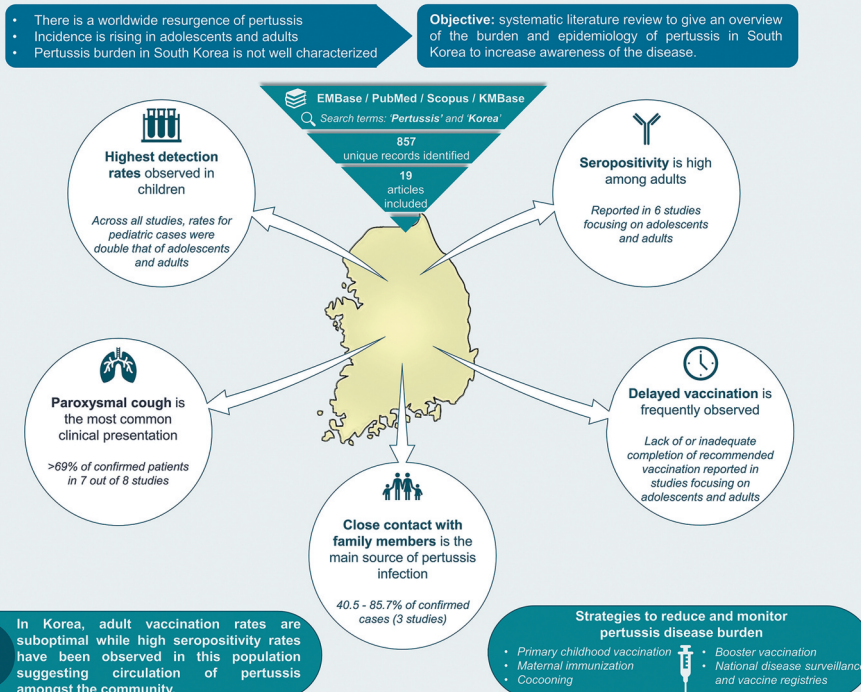 • There is a worldwide resurgence of pertussis
• Incidence is rising in adolescents and adults
• Pertussis burden in South Korea is not well characterized
Objective: systematic literature review to give an overview
of the burden and epidemiology of pertussis in South
Korea to increase awareness of the disease.
EMBase / PubMed / Scopus / KMBase
Search terms: 'Pertussis' and 'Korea'
857
unique records identified
19
articles
included
Highest detection
rates observed in
children
Across all studies, rates for
pediatric cases were
double that of adolescents
and adults
Seropositivity is high
among adults
Reported in 6 studies
focusing on adolescents
and adults
Paroxysmal cough is
the most common
clinical presentation
>69% of confirmed patients
in 7 out of 8 studies
Delayed vaccination is
frequently observed
Lack of or inadequate
completion of recommended
vaccination reported in
studies focusing on
adolescents and adults
Close contact with
family members is the
main source of pertussis
infection
40.5 - 85.7% of confirmed
cases (3 studies)
In Korea, adult vaccination rates are
suboptimal while high seropositivity rates
have been observed in this population
suggesting circulation of pertussis
amongst the community
Strategies to reduce and monitor
pertussis disease burden
• Primary childhood vaccination
• Maternal immunization
• Cocooning
• Booster vaccination
• National disease surveillance
and vaccine registries